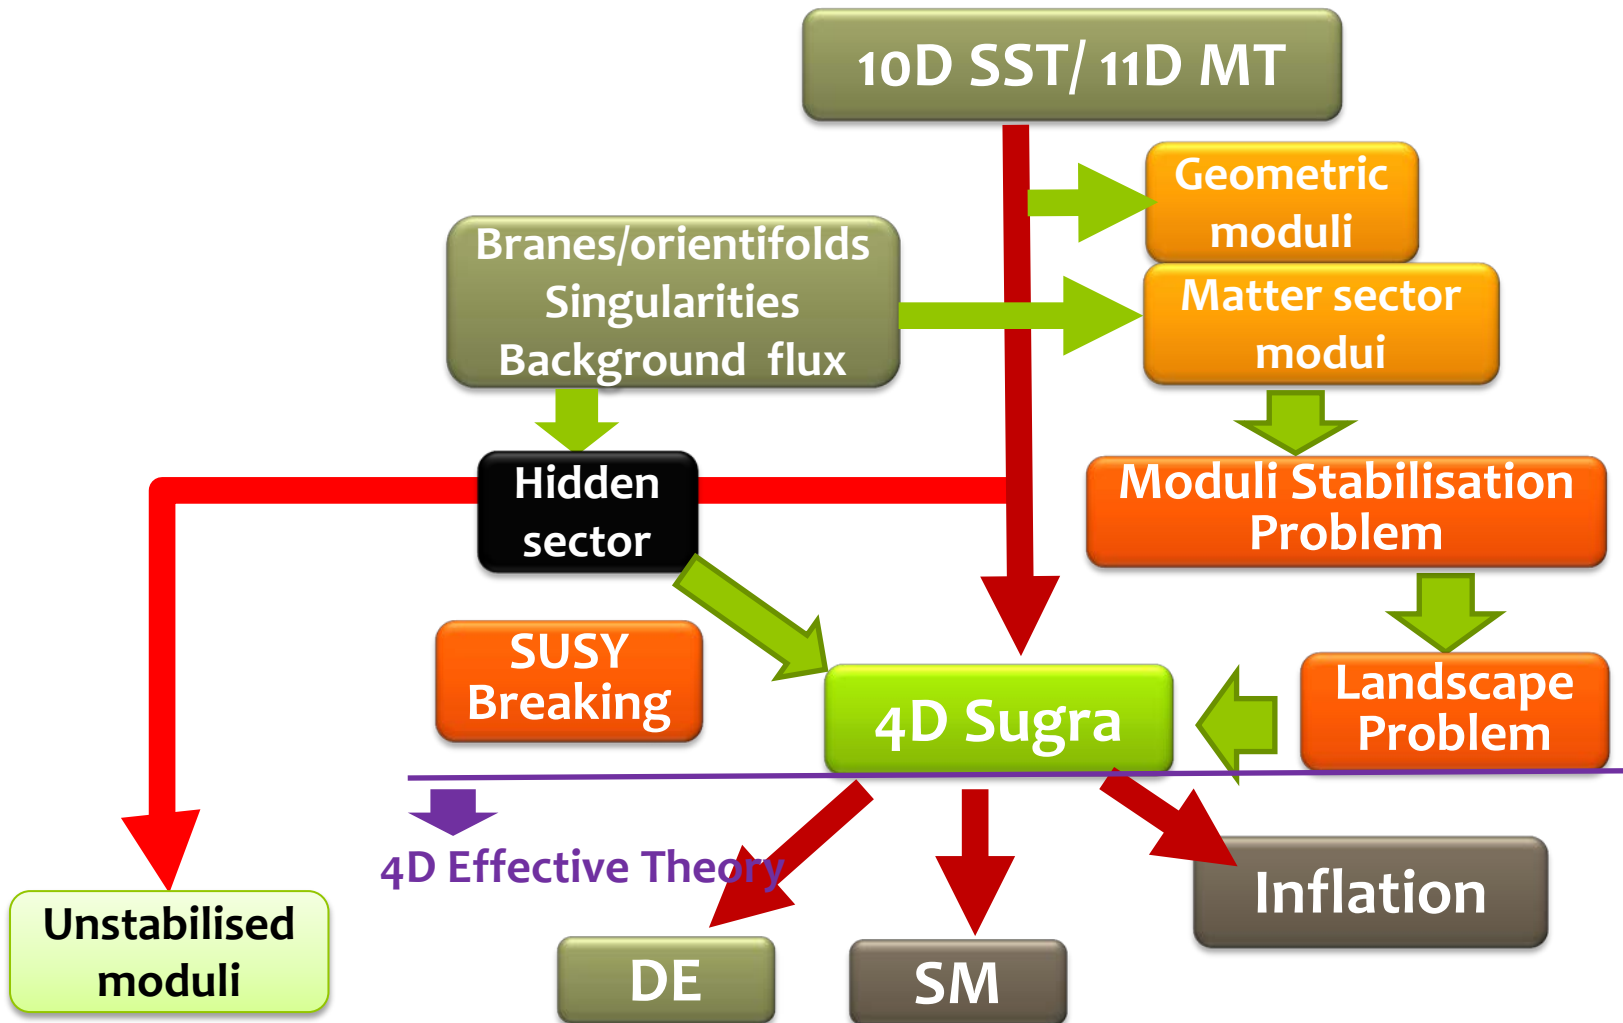 10D SST/ 11D MT
Geometric
moduli
Branes/orientifolds
Singularities
Background flux
Matter sector
modui
Hidden
sector
Moduli Stabilisation
Problem
SUSY
Breaking
4D Sugra
Landscape
Problem
4D Effective Theory
Inflation
Unstabilised
moduli
DE
SM